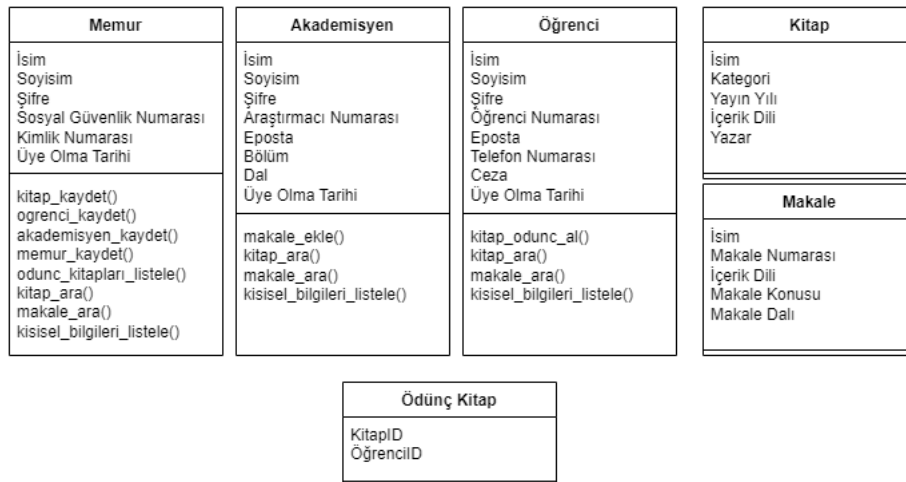 Memur
İsim
Soyisim
Şifre
Sosyal Güvenlik Numarası
Kimlik Numarası
Üye Olma Tarihi
kitap_kaydet()
ogrenci_kaydet()
akademisyen_kaydet()
memur_kaydet()
odunc_kitapları_listele()
kitap_ara()
makale_ara()
kisisel_bilgileri_listele()
Akademisyen
İsim
Soyisim
Şifre
Araştırmacı Numarası
Eposta
Bölüm
Dal
Üye Olma Tarihi
makale_ekle()
kitap_ara()
makale_ara()
kisisel_bilgileri_listele()
Öğrenci
İsim
Soyisim
Şifre
Öğrenci Numarası
Eposta
Telefon Numarası
Ceza
Üye Olma Tarihi
kitap_odunc_al()
kitap_ara()
makale_ara()
kisisel_bilgileri_listele()
Kitap
İsim
Kategori
Yayın Yılı
İçerik Dili
Yazar
Makale
İsim
Makale Numarası
İçerik Dili
Makale Konusu
Makale Dalı
Ödünç Kitap
KitapID
ÖğrenciID